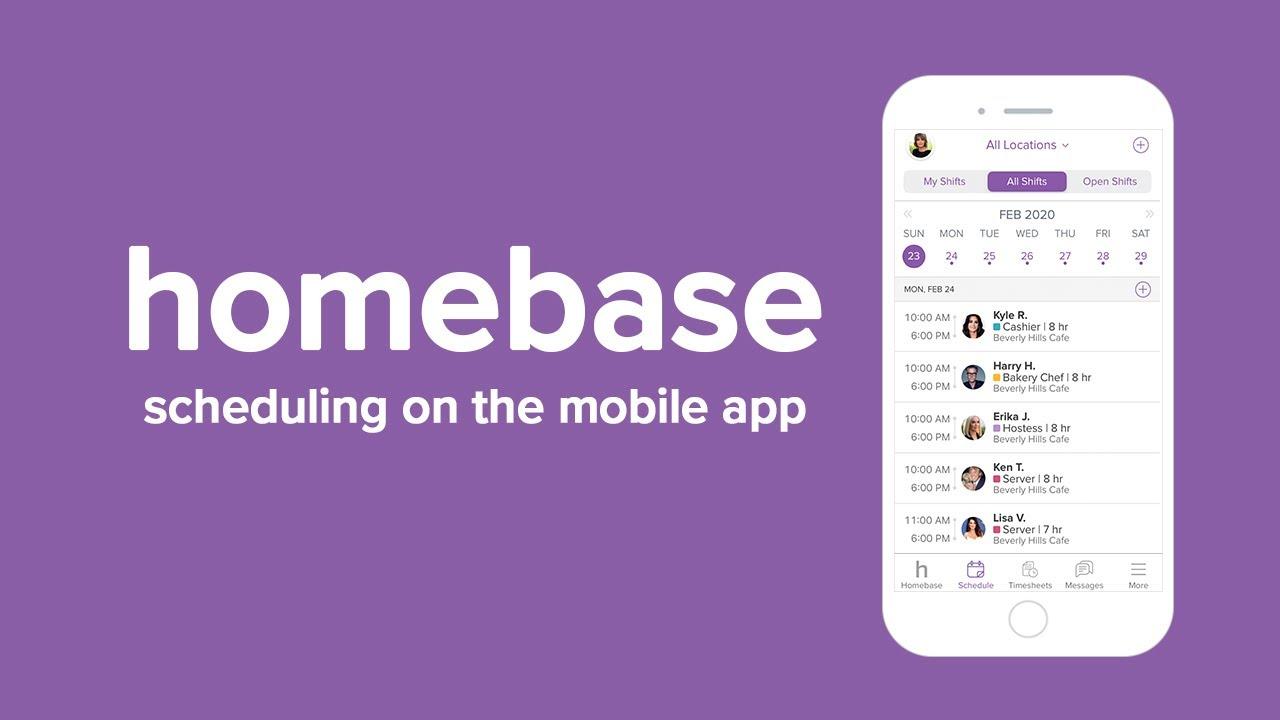 homebase
scheduling on the mobile app
All Locations
My Shifts All Shifts Open Shifts
FEB 2020
SUN MON TUE WED THU FRI SAT
23 24 25 26 27 28 29
MON, FEB 24
10:00 AM Kyle R.
Cashier | 8 hr
6:00 PM Beverly Hills Cafe
10:00 AM Harry H.
Bakery Chef | 8 hr
6:00 PM Beverly Hills Cafe
10:00 AM Erika J.
Hostess | 8 hr
6:00 PM Beverly Hills Cafe
10:00 AM Ken T.
Server | 8 hr
6:00 PM Beverly Hills Cafe
11:00 AM Lisa V.
Server | 7 hr
6:00 PM Beverly Hills Cafe
h
Homebase Schedule Timesheets Messages More